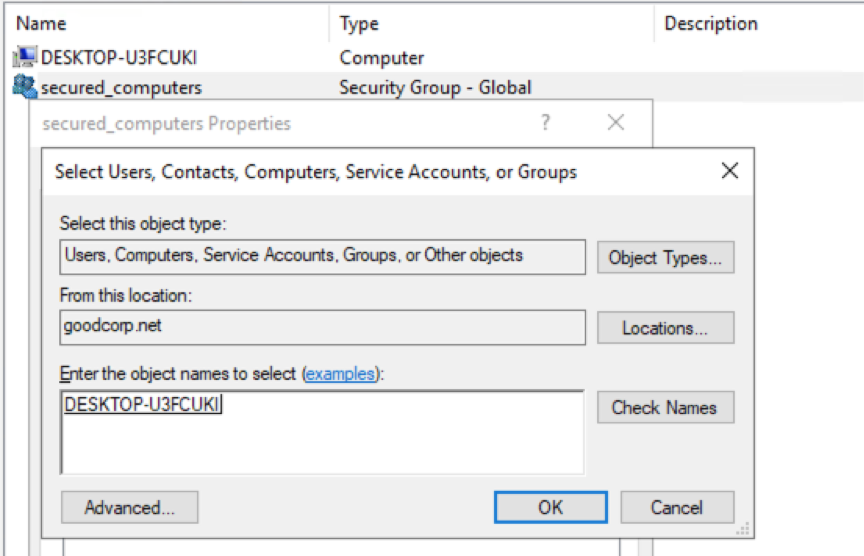 Name Type Description
DESKTOP-U3FCUKI Computer
secured_computers Security Group - Global
secured_computers Properties ?
Select Users, Contacts, Computers, Service Accounts, or Groups
Select this object type:
Users, Computers, Service Accounts, Groups, or Other objects Object Types...
From this location:
goodcorp.net Locations...
Enter the object names to select (examples):
DESKTOP-U3FCUKI Check Names
Advanced... OK Cancel